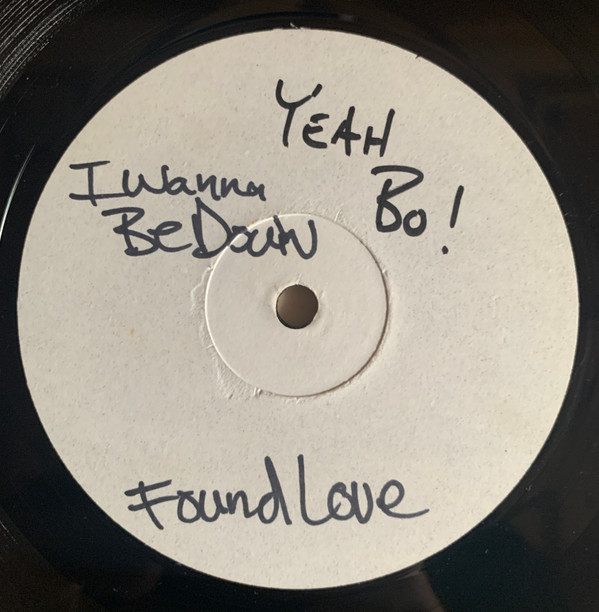 YEAH
Bo!
I wanna
Be Down
Found Love